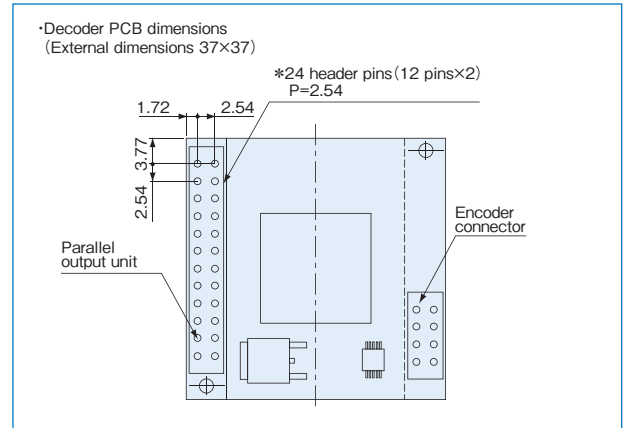 ·Decoder PCB dimensions
(External dimensions 37×37)
*24 header pins(12 pins×2)
P=2.54
1.72
2.54
3.77
2.54
Encoder
connector
Parallel
output unit